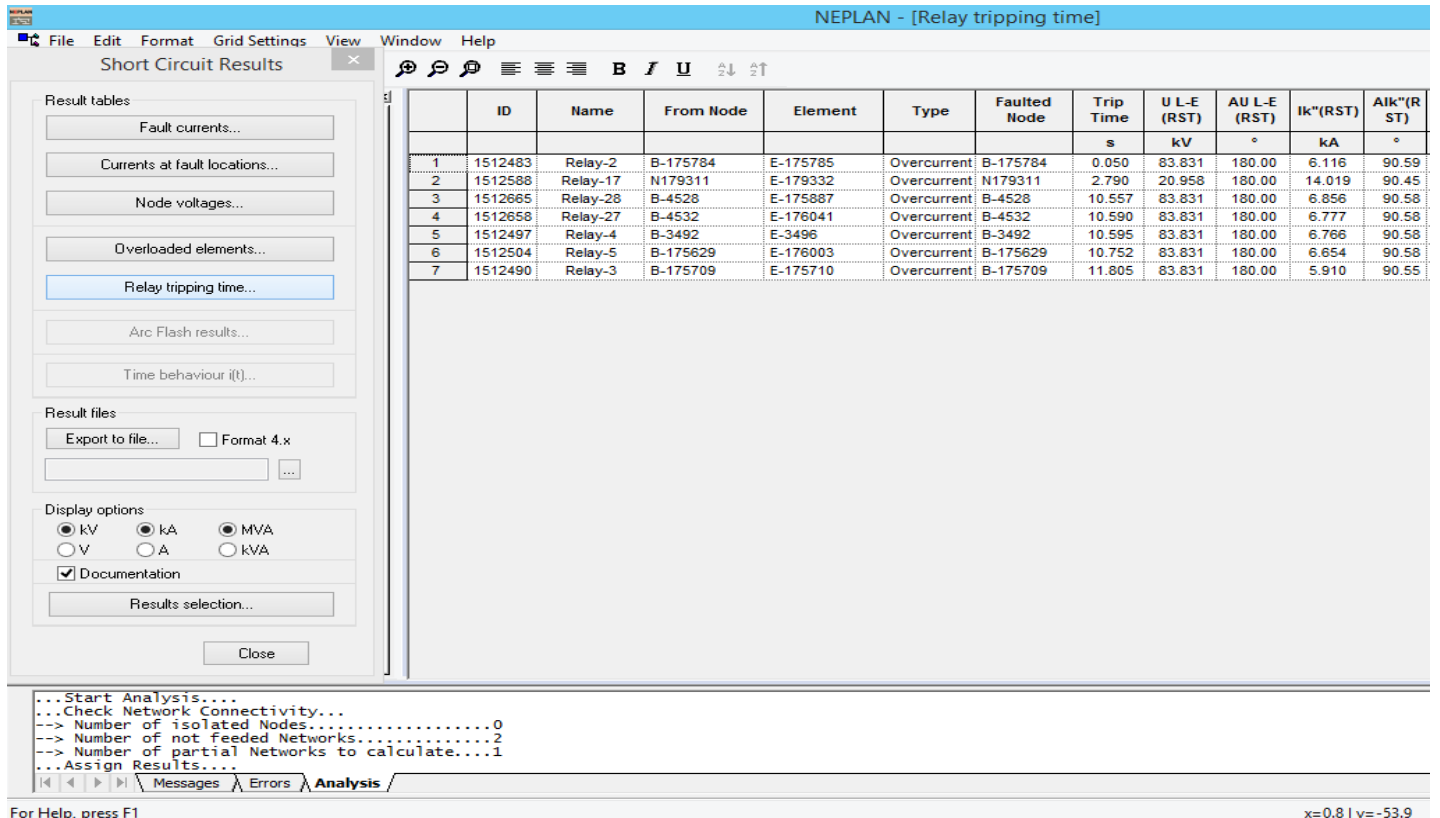 NEPLAN
NEPLAN - [Relay tripping time]
File Edit Format Grid Settings View Window Help
Short Circuit Results
B I U
Result tables
Fault currents...
Currents at fault locations...
Node voltages...
Overloaded elements...
Relay tripping time...
Arc Flash results...
Time behaviour i(t)...
Result files
Export to file... Format 4.x
...
Display options
kV kA MVA
V A kVA
Documentation
Results selection...
Close
ID Name From Node Element Type Faulted Node Trip Time U L-E (RST) AU L-E (RST) Ik"(RST) AIk"(R ST)
s kV ° kA °
1 1512483 Relay-2 B-175784 E-175785 Overcurrent B-175784 0.050 83.831 180.00 6.116 90.59
2 1512588 Relay-17 N179311 E-179332 Overcurrent N179311 2.790 20.958 180.00 14.019 90.45
3 1512665 Relay-28 B-4528 E-175887 Overcurrent B-4528 10.557 83.831 180.00 6.856 90.58
4 1512658 Relay-27 B-4532 E-176041 Overcurrent B-4532 10.590 83.831 180.00 6.777 90.58
5 1512497 Relay-4 B-3492 E-3496 Overcurrent B-3492 10.595 83.831 180.00 6.766 90.58
6 1512504 Relay-5 B-175629 E-176003 Overcurrent B-175629 10.752 83.831 180.00 6.654 90.58
7 1512490 Relay-3 B-175709 E-175710 Overcurrent B-175709 11.805 83.831 180.00 5.910 90.55
...Start Analysis....
...Check Network Connectivity...
--> Number of isolated Nodes...................0
--> Number of not feeded Networks..............2
--> Number of partial Networks to calculate....1
...Assign Results....
Messages Errors Analysis
For Help, press F1
x=0.8 | y=-53.9